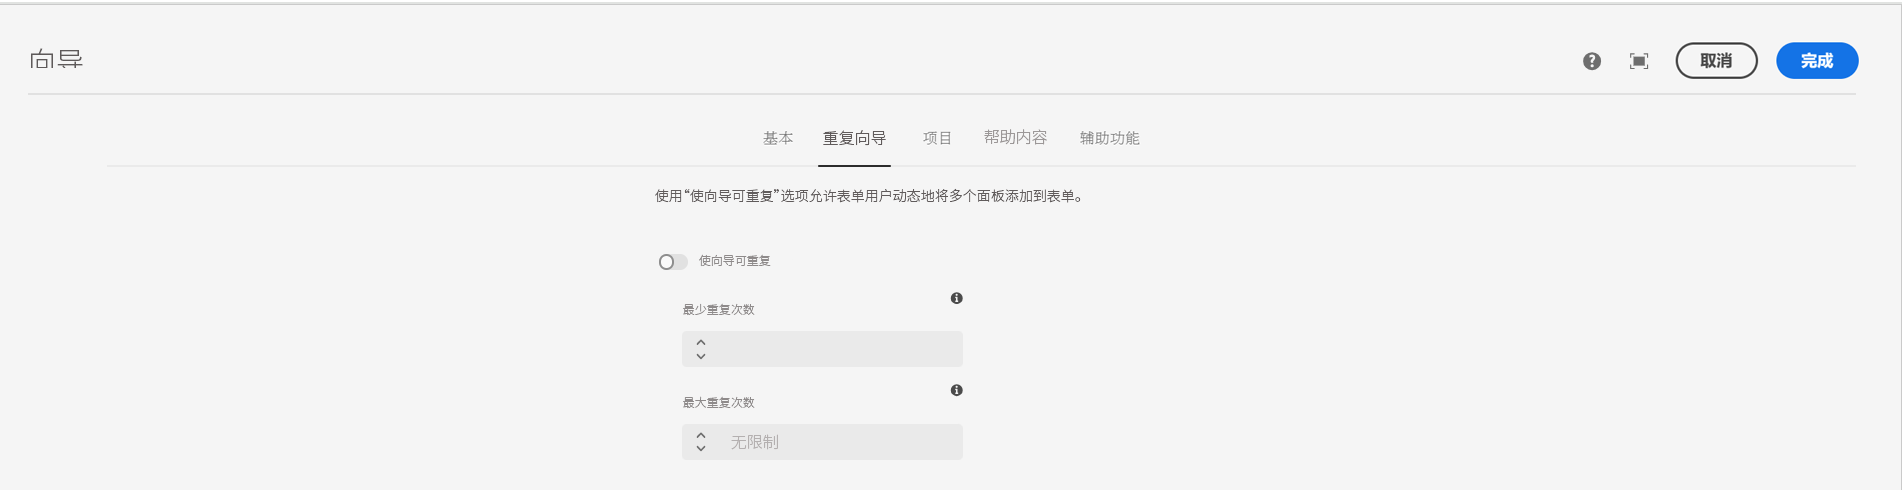 向导
取消
完成
基本 重复向导 项目 帮助内容 辅助功能
使用“使向导可重复”选项允许表单用户动态地将多个面板添加到表单。
使向导可重复
最少重复次数
最大重复次数
无限制